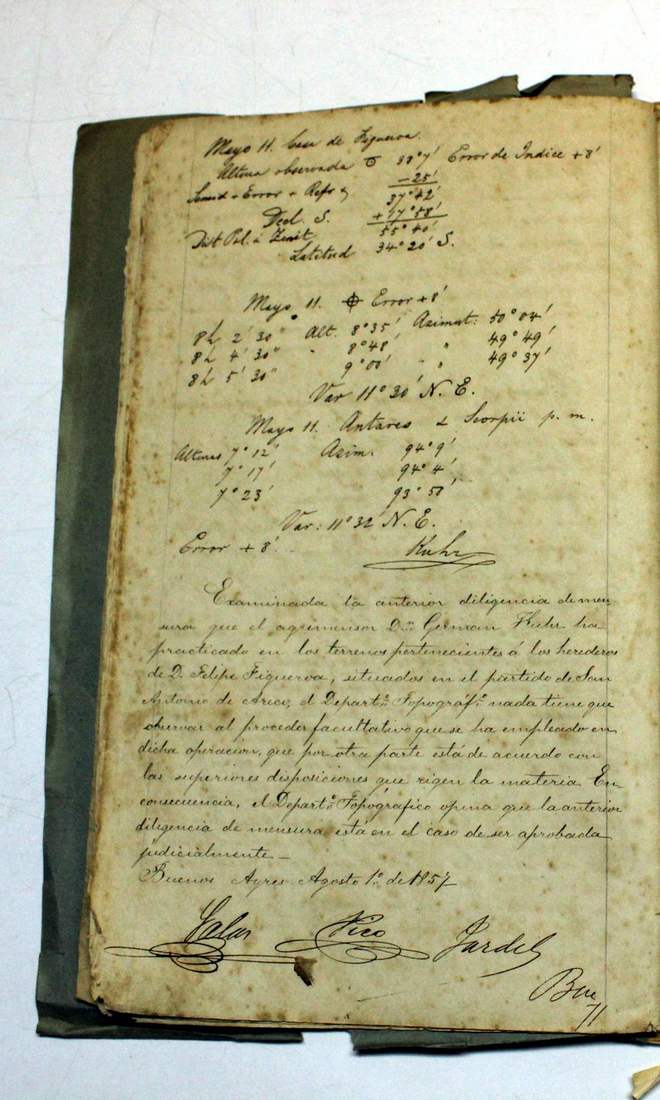 Mayo 11. Casa de Figueroa.
Altura observada 38° 7' Error de Indice + 8'
Semid + Error + Refr −25'
37° 42'
Decl. S. + 17° 58'
Dist Pol. á Zenit 55° 40'
Latitud 34° 20' S.
Mayo 11. Error + 8'
8h 2' 30" Alt. 8° 35' Azimut: 50° 04'
8h 4' 30" " 8° 48' " 49° 49'
8h 5' 30" 9° 00' " " 49° 37'
Var 11° 30' N. E.
Mayo 11. Antares α Scorpii p. m.
Alturas 7° 12' Azim. 94° 9'
7° 17' 94° 4'
7° 23' 93° 50'
Var: 11° 32' N. E.
Error + 8'.
Kuhr
Examinada la anterior diligencia de men-
sura que el agrimensor Dn. German Kuhr ha
practicado en los terrenos pertenecientes á los herederos
de D. Felipe Figueroa, situados en el partido de San
Antonio de Areco, el Departo. Topográfo. nada tiene que
observar al proceder facultativo que se ha empleado en
dicha operacion, que por otra parte está de acuerdo con
las superiores disposiciones que rigen la materia. En
consecuencia, el Departo. Topográfico opina que la anterior
diligencia de mensura está en el caso de ser aprobada
judicialmente_
Buenos Ayres Agosto 1o. de 1857
Salas Pico Jardel
71